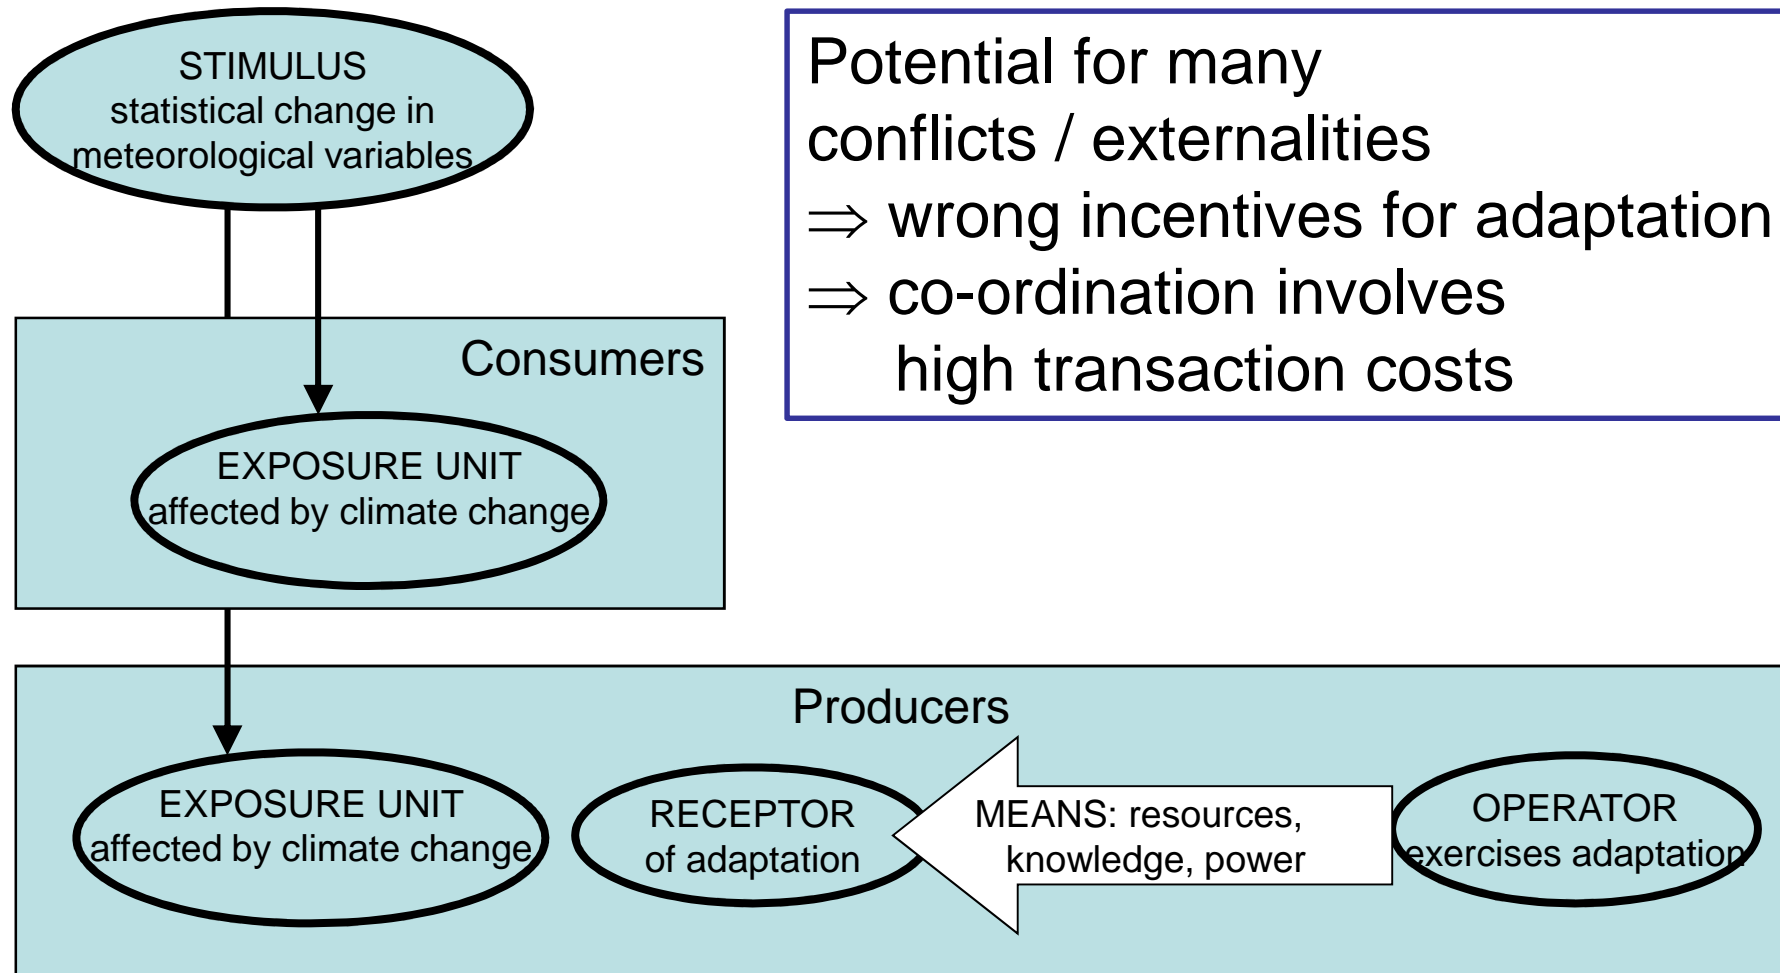 STIMULUS
statistical change in
meteorological variables
Potential for many
conflicts / externalities
⇒ wrong incentives for adaptation
⇒ co-ordination involves
high transaction costs
Consumers
EXPOSURE UNIT
affected by climate change
Producers
EXPOSURE UNIT
affected by climate change
RECEPTOR
of adaptation
MEANS: resources,
knowledge, power
OPERATOR
exercises adaptation